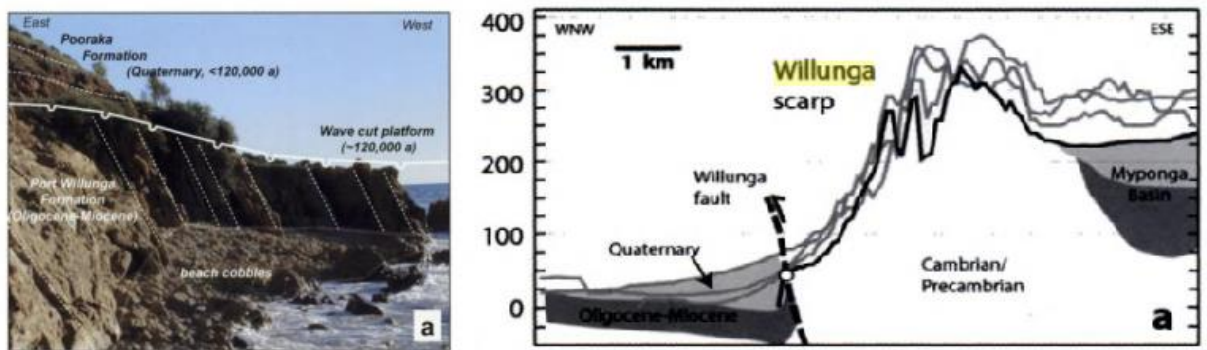 East
West
Pooraka
Formation
(Quaternary, <120,000 a)
Wave cut platform
(~120,000 a)
Port Willunga
Formation
(Oligocene-Miocene)
beach cobbles
a
400
300
200
100
0
WNW
ESE
1 km
Willunga
scarp
Willunga
fault
Quaternary
Oligocene-Miocene
Cambrian/
Precambrian
Myponga
Basin
a